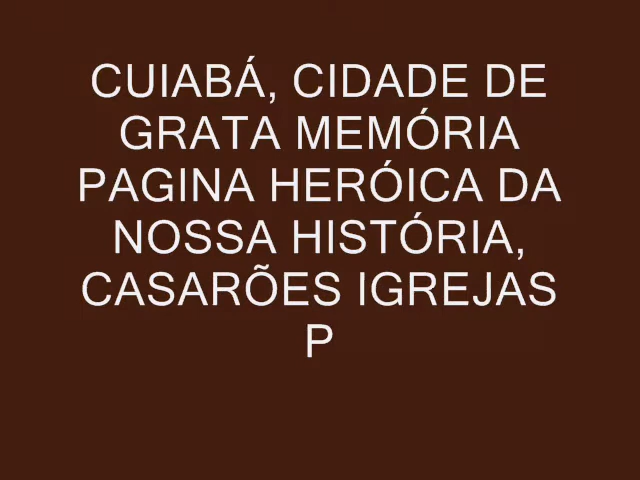 CUIABÁ, CIDADE DE
GRATA MEMÓRIA
PAGINA HERÓICA DA
NOSSA HISTÓRIA,
CASARÕES IGREJAS
P